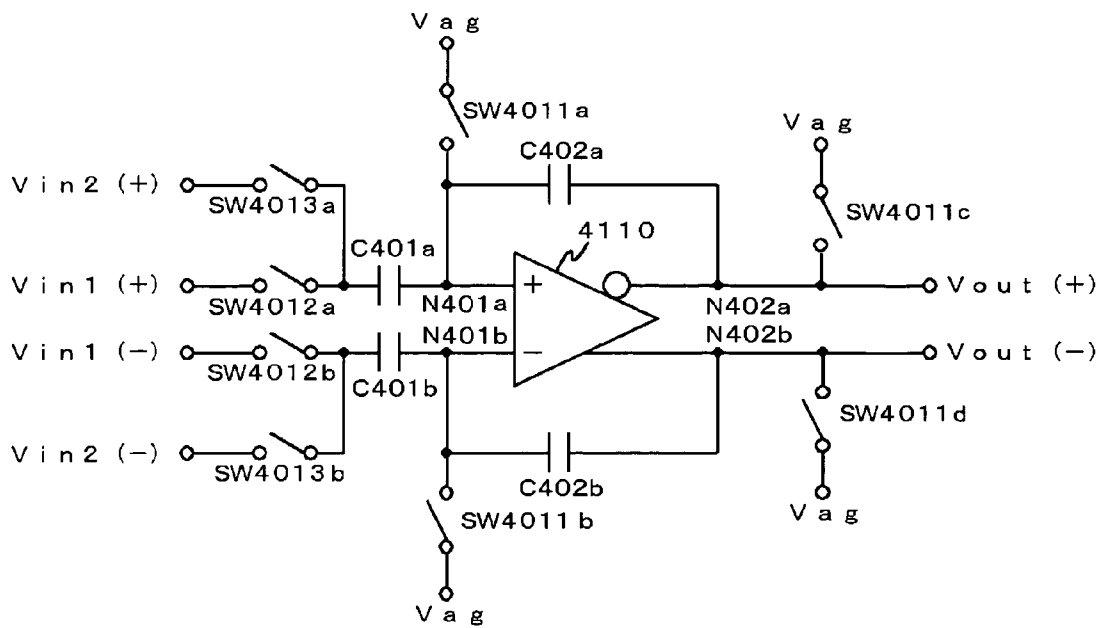 Vag
SW4011a
Vag
C402a
Vin2 (+)
SW4013a
SW4011c
4110
C401a
Vin1 (+)
N401a
+
N402a
Vout (+)
SW4012a
N401b
N402b
Vin1 (-)
-
Vout (-)
SW4012b
C401b
SW4011d
Vin2 (-)
SW4013b
C402b
Vag
SW4011b
Vag